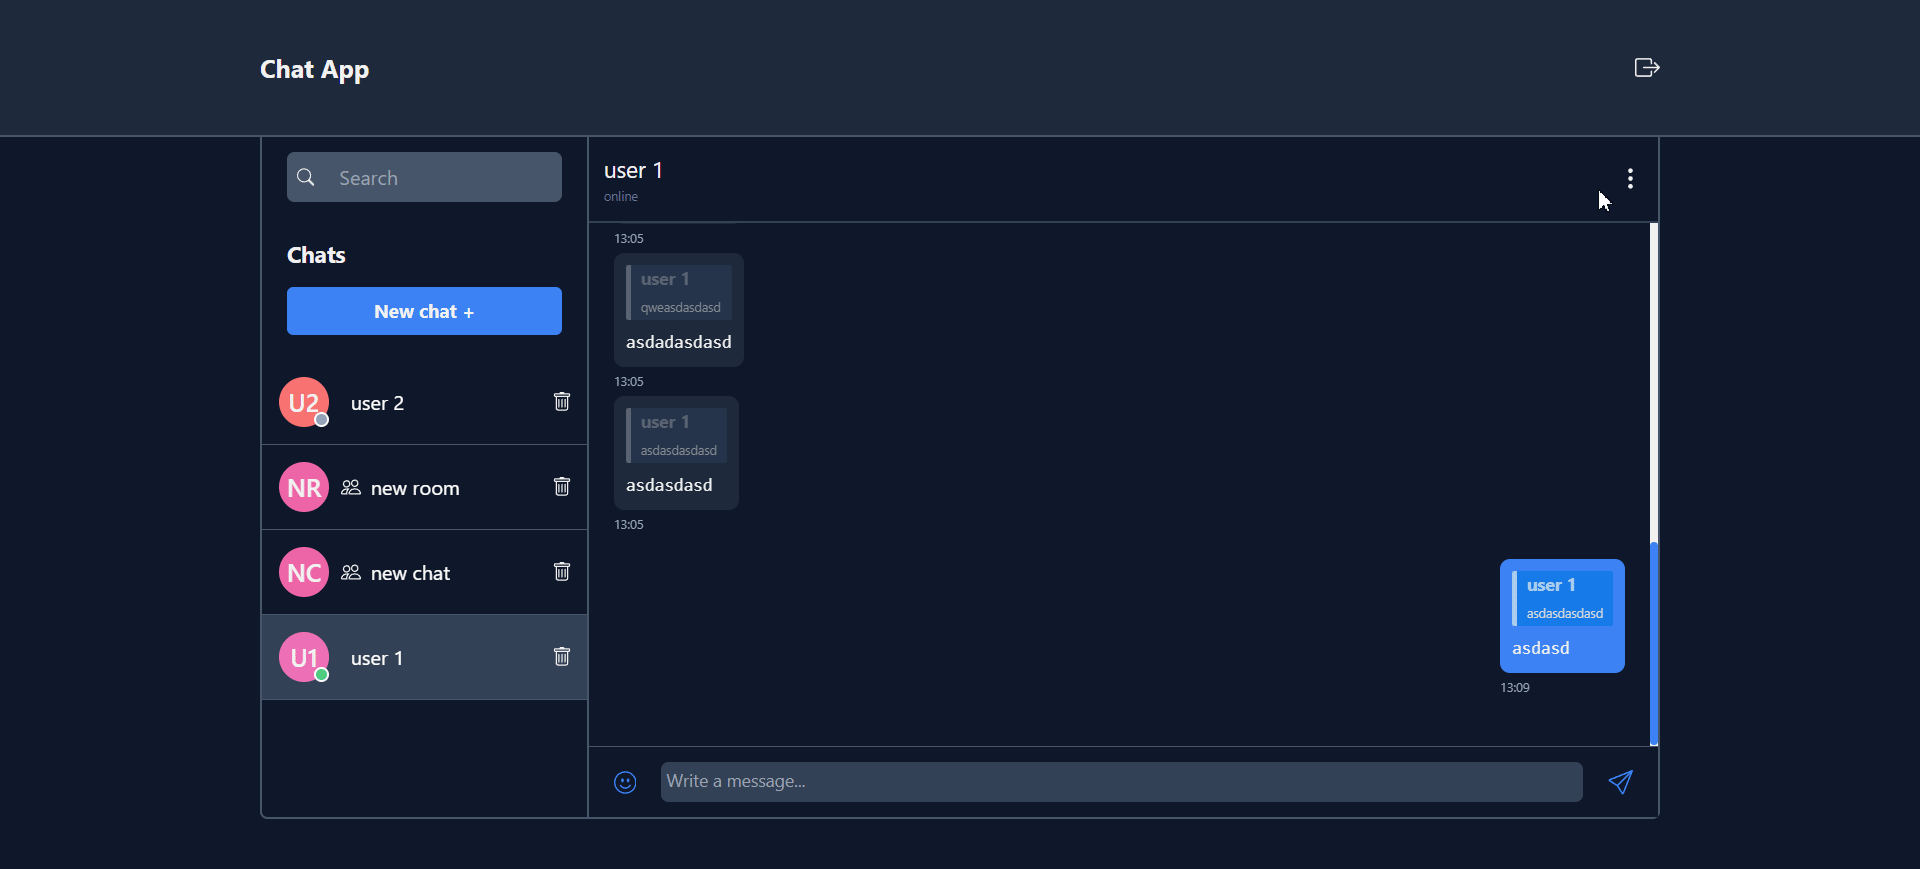 Chat App
Search
Chats
New chat +
U2
user 2
NR
new room
NC
new chat
U1
user 1
user 1
online
13:05
user 1
qweasdasdasd
asdadasdasd
13:05
user 1
asdasdasdasd
asdasdasd
13:05
user 1
asdasdasdasd
asdasd
13:09
Write a message...